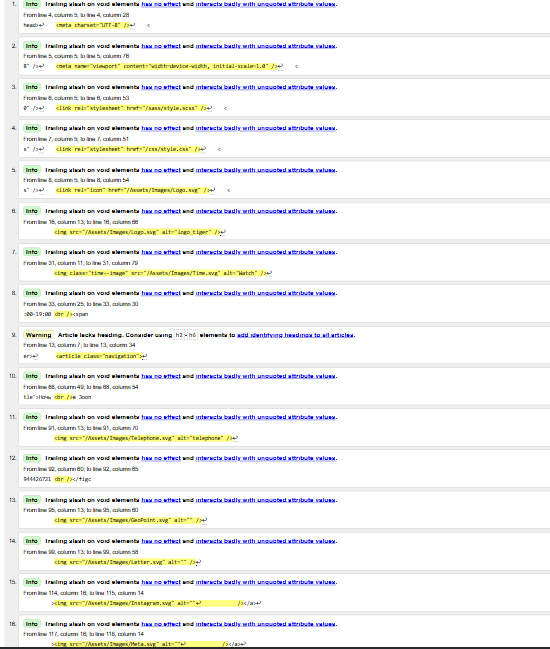 1. Info Trailing slash on void elements has no effect and interacts badly with unquoted attribute values.
From line 4, column 5; to line 4, column 28
head>↩ <meta charset="UTF-8" />↩ <
2. Info Trailing slash on void elements has no effect and interacts badly with unquoted attribute values.
From line 5, column 5; to line 5, column 76
8" />↩ <meta name="viewport" content="width=device-width, initial-scale=1.0" />↩ <
3. Info Trailing slash on void elements has no effect and interacts badly with unquoted attribute values.
From line 6, column 5; to line 6, column 53
0" />↩ <link rel="stylesheet" href="/sass/style.scss" />↩ <
4. Info Trailing slash on void elements has no effect and interacts badly with unquoted attribute values.
From line 7, column 5; to line 7, column 51
s" />↩ <link rel="stylesheet" href="/css/style.css" />↩ <
5. Info Trailing slash on void elements has no effect and interacts badly with unquoted attribute values.
From line 8, column 5; to line 8, column 54
s" />↩ <link rel="icon" href="/Assets/Images/Logo.svg" />↩ <
6. Info Trailing slash on void elements has no effect and interacts badly with unquoted attribute values.
From line 16, column 13; to line 16, column 66
<img src="/Assets/Images/Logo.svg" alt="logo_tiger" />↩
7. Info Trailing slash on void elements has no effect and interacts badly with unquoted attribute values.
From line 31, column 11; to line 31, column 79
<img class="time--image" src="/Assets/Images/Time.svg" alt="Watch" />↩
8. Info Trailing slash on void elements has no effect and interacts badly with unquoted attribute values.
From line 33, column 25; to line 33, column 30
:00-19:00 <br /><span
9. Warning Article lacks heading. Consider using h2-h6 elements to add identifying headings to all articles.
From line 13, column 7; to line 13, column 34
er>↩ <article class="navigation">↩
10. Info Trailing slash on void elements has no effect and interacts badly with unquoted attribute values.
From line 68, column 49; to line 68, column 54
<br />
11. Info Trailing slash on void elements has no effect and interacts badly with unquoted attribute values.
From line 91, column 13; to line 91, column 70
<img src="/Assets/Images/Telephone.svg" alt="telephone" />↩
12. Info Trailing slash on void elements has no effect and interacts badly with unquoted attribute values.
From line 92, column 60; to line 92, column 65
944426721 <br /></figc
13. Info Trailing slash on void elements has no effect and interacts badly with unquoted attribute values.
From line 95, column 13; to line 95, column 60
<img src="/Assets/Images/GeoPoint.svg" alt="" />↩
14. Info Trailing slash on void elements has no effect and interacts badly with unquoted attribute values.
From line 99, column 13; to line 99, column 58
<img src="/Assets/Images/Letter.svg" alt="" />↩
15. Info Trailing slash on void elements has no effect and interacts badly with unquoted attribute values.
From line 114, column 16; to line 115, column 14
><img src="/Assets/Images/Instagram.svg" alt=""↩ /></a>↩
16. Info Trailing slash on void elements has no effect and interacts badly with unquoted attribute values.
From line 117, column 16; to line 118, column 14
><img src="/Assets/Images/Meta.svg" alt=""↩ /></a>↩